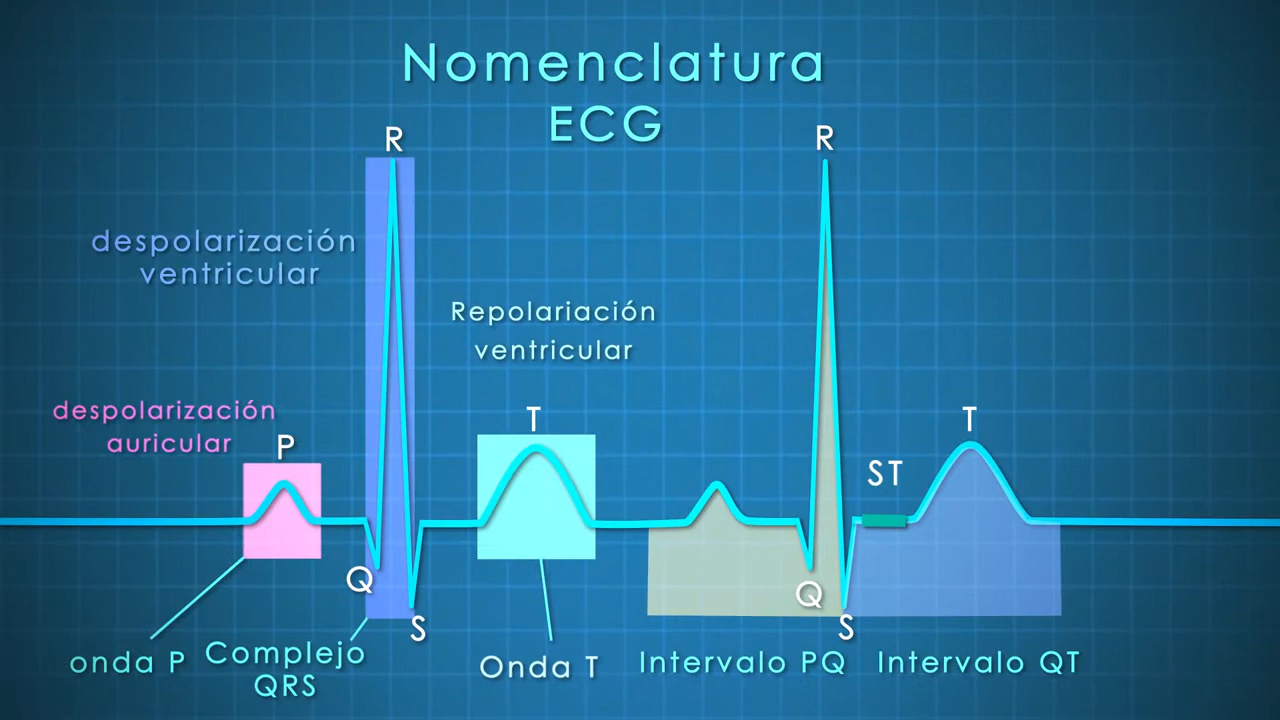 Nomenclatura
ECG
R
R
despolarización
ventricular
Repolariación
ventricular
despolarización
auricular
P
T
T
ST
Q
S
Q
S
onda P
Complejo
QRS
Onda T
Intervalo PQ
Intervalo QT